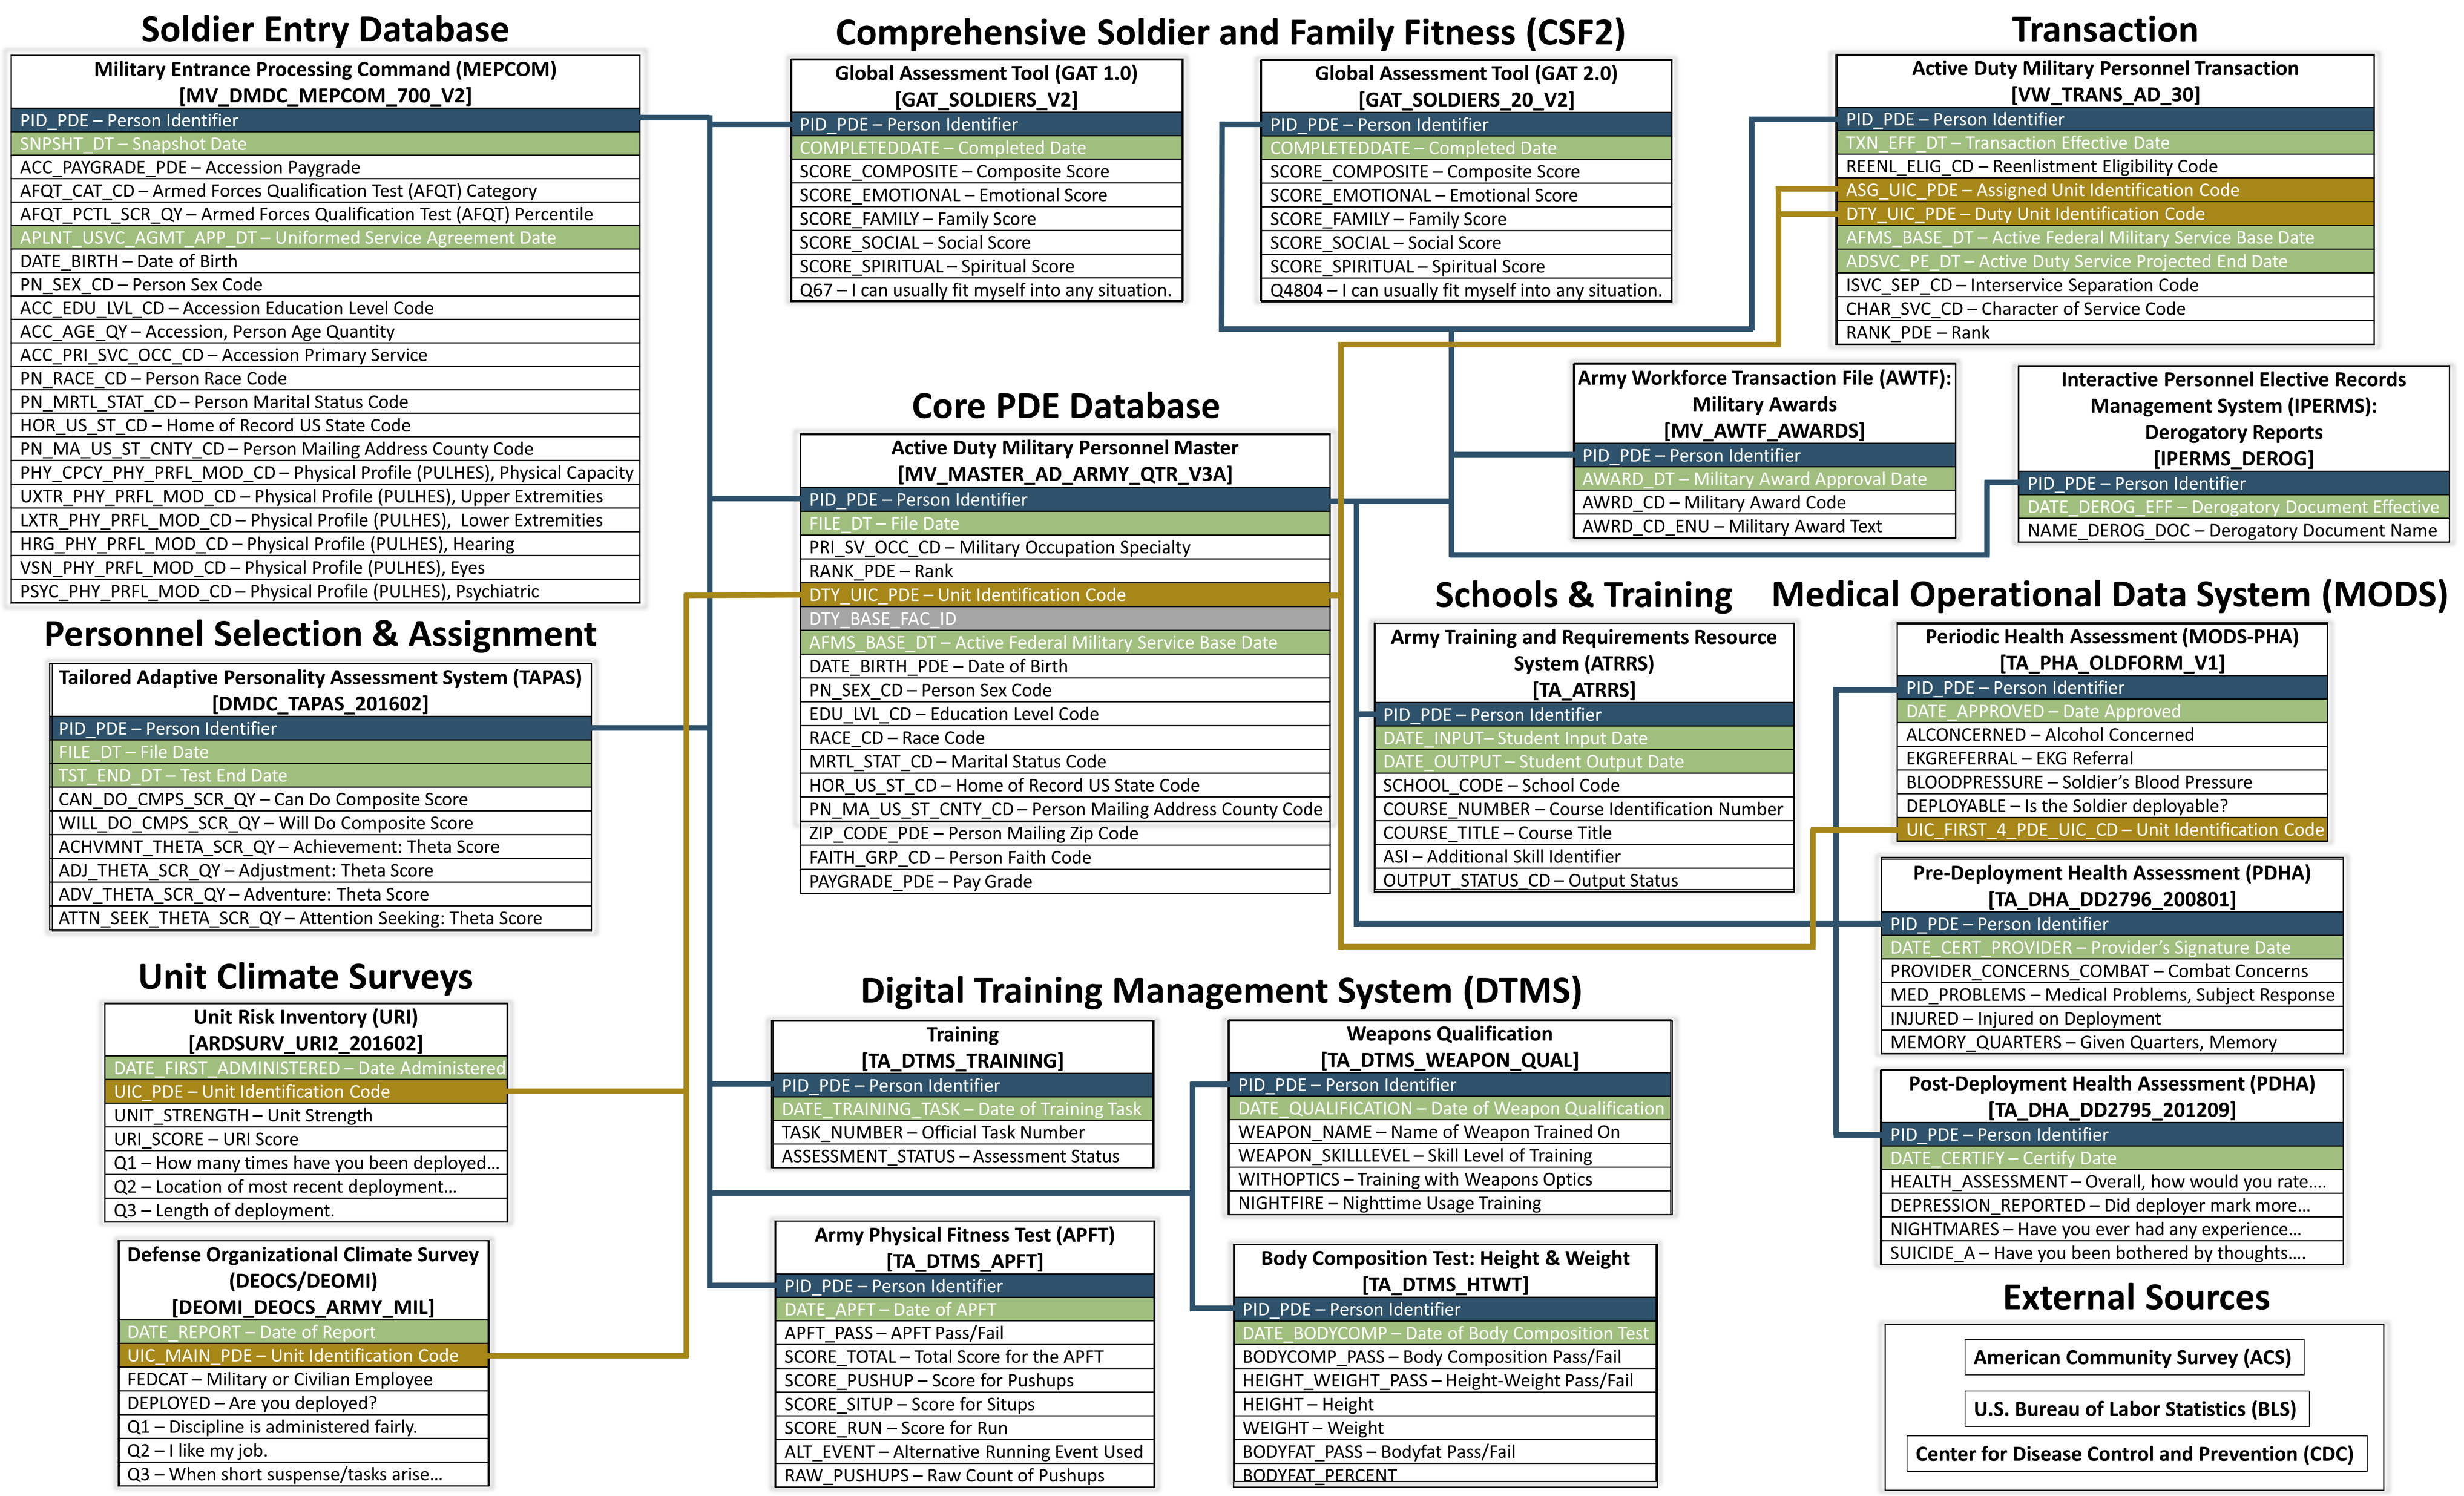 Soldier Entry Database
Military Entrance Processing Command (MEPCOM)
[MV_DMDC_MEPCOM_700_V2]
PID_PDE – Person Identifier
SNPSHT_DT – Snapshot Date
ACC_PAYGRADE_PDE – Accession Paygrade
AFQT_CAT_CD – Armed Forces Qualification Test (AFQT) Category
AFQT_PCTL_SCR_QY – Armed Forces Qualification Test (AFQT) Percentile
APLNT_USVC_AGMT_APP_DT – Uniformed Service Agreement Date
DATE_BIRTH – Date of Birth
PN_SEX_CD – Person Sex Code
ACC_EDU_LVL_CD – Accession Education Level Code
ACC_AGE_QY – Accession, Person Age Quantity
ACC_PRI_SVC_OCC_CD – Accession Primary Service
PN_RACE_CD – Person Race Code
PN_MRTL_STAT_CD – Person Marital Status Code
HOR_US_ST_CD – Home of Record US State Code
PN_MA_US_ST_CNTY_CD – Person Mailing Address County Code
PHY_CPCY_PHY_PRFL_MOD_CD – Physical Profile (PULHES), Physical Capacity
UXTR_PHY_PRFL_MOD_CD – Physical Profile (PULHES), Upper Extremities
LXTR_PHY_PRFL_MOD_CD – Physical Profile (PULHES), Lower Extremities
HRG_PHY_PRFL_MOD_CD – Physical Profile (PULHES), Hearing
VSN_PHY_PRFL_MOD_CD – Physical Profile (PULHES), Eyes
PSYC_PHY_PRFL_MOD_CD – Physical Profile (PULHES), Psychiatric
Comprehensive Soldier and Family Fitness (CSF2)
Global Assessment Tool (GAT 1.0)
[GAT_SOLDIERS_V2]
PID_PDE – Person Identifier
COMPLETEDDATE – Completed Date
SCORE_COMPOSITE – Composite Score
SCORE_EMOTIONAL – Emotional Score
SCORE_FAMILY – Family Score
SCORE_SOCIAL – Social Score
SCORE_SPIRITUAL – Spiritual Score
Q67 – I can usually fit myself into any situation.
Global Assessment Tool (GAT 2.0)
[GAT_SOLDIERS_20_V2]
PID_PDE – Person Identifier
COMPLETEDDATE – Completed Date
SCORE_COMPOSITE – Composite Score
SCORE_EMOTIONAL – Emotional Score
SCORE_FAMILY – Family Score
SCORE_SOCIAL – Social Score
SCORE_SPIRITUAL – Spiritual Score
Q4804 – I can usually fit myself into any situation.
Transaction
Active Duty Military Personnel Transaction
[VW_TRANS_AD_30]
PID_PDE – Person Identifier
TXN_EFF_DT – Transaction Effective Date
REENL_ELIG_CD – Reenlistment Eligibility Code
ASG_UIC_PDE – Assigned Unit Identification Code
DTY_UIC_PDE – Duty Unit Identification Code
AFMS_BASE_DT – Active Federal Military Service Base Date
ADSVC_PE_DT – Active Duty Service Projected End Date
ISVC_SEP_CD – Interservice Separation Code
CHAR_SVC_CD – Character of Service Code
RANK_PDE – Rank
Army Workforce Transaction File (AWTF):
Military Awards
[MV_AWTF_AWARDS]
PID_PDE – Person Identifier
AWARD_DT – Military Award Approval Date
AWRD_CD – Military Award Code
AWRD_CD_ENU – Military Award Text
Interactive Personnel Elective Records
Management System (IPERMS):
Derogatory Reports
[IPERMS_DEROG]
PID_PDE – Person Identifier
DATE_DEROG_EFF – Derogatory Document Effective
NAME_DEROG_DOC – Derogatory Document Name
Core PDE Database
Active Duty Military Personnel Master
[MV_MASTER_AD_ARMY_QTR_V3A]
PID_PDE – Person Identifier
FILE_DT – File Date
PRI_SV_OCC_CD – Military Occupation Specialty
RANK_PDE – Rank
DTY_UIC_PDE – Unit Identification Code
DTY_BASE_FAC_ID
AFMS_BASE_DT – Active Federal Military Service Base Date
DATE_BIRTH_PDE – Date of Birth
PN_SEX_CD – Person Sex Code
EDU_LVL_CD – Education Level Code
RACE_CD – Race Code
MRTL_STAT_CD – Marital Status Code
HOR_US_ST_CD – Home of Record US State Code
PN_MA_US_ST_CNTY_CD – Person Mailing Address County Code
ZIP_CODE_PDE – Person Mailing Zip Code
FAITH_GRP_CD – Person Faith Code
PAYGRADE_PDE – Pay Grade
Personnel Selection & Assignment
Tailored Adaptive Personality Assessment System (TAPAS)
[DMDC_TAPAS_201602]
PID_PDE – Person Identifier
FILE_DT – File Date
TST_END_DT – Test End Date
CAN_DO_CMPS_SCR_QY – Can Do Composite Score
WILL_DO_CMPS_SCR_QY – Will Do Composite Score
ACHVMNT_THETA_SCR_QY – Achievement: Theta Score
ADJ_THETA_SCR_QY – Adjustment: Theta Score
ADV_THETA_SCR_QY – Adventure: Theta Score
ATTN_SEEK_THETA_SCR_QY – Attention Seeking: Theta Score
Schools & Training
Army Training and Requirements Resource
System (ATRRS)
[TA_ATRRS]
PID_PDE – Person Identifier
DATE_INPUT– Student Input Date
DATE_OUTPUT – Student Output Date
SCHOOL_CODE – School Code
COURSE_NUMBER – Course Identification Number
COURSE_TITLE – Course Title
ASI – Additional Skill Identifier
OUTPUT_STATUS_CD – Output Status
Medical Operational Data System (MODS)
Periodic Health Assessment (MODS-PHA)
[TA_PHA_OLDFORM_V1]
PID_PDE – Person Identifier
DATE_APPROVED – Date Approved
ALCONCERNED – Alcohol Concerned
EKGREFERRAL – EKG Referral
BLOODPRESSURE – Soldier’s Blood Pressure
DEPLOYABLE – Is the Soldier deployable?
UIC_FIRST_4_PDE_UIC_CD – Unit Identification Code
Pre-Deployment Health Assessment (PDHA)
[TA_DHA_DD2796_200801]
PID_PDE – Person Identifier
DATE_CERT_PROVIDER – Provider’s Signature Date
PROVIDER_CONCERNS_COMBAT – Combat Concerns
MED_PROBLEMS – Medical Problems, Subject Response
INJURED – Injured on Deployment
MEMORY_QUARTERS – Given Quarters, Memory
Post-Deployment Health Assessment (PDHA)
[TA_DHA_DD2795_201209]
PID_PDE – Person Identifier
DATE_CERTIFY – Certify Date
HEALTH_ASSESSMENT – Overall, how would you rate....
DEPRESSION_REPORTED – Did deployer mark more...
NIGHTMARES – Have you ever had any experience...
SUICIDE_A – Have you been bothered by thoughts....
Unit Climate Surveys
Unit Risk Inventory (URI)
[ARDSURV_URI2_201602]
DATE_FIRST_ADMINISTERED – Date Administered
UIC_PDE – Unit Identification Code
UNIT_STRENGTH – Unit Strength
URI_SCORE – URI Score
Q1 – How many times have you been deployed...
Q2 – Location of most recent deployment...
Q3 – Length of deployment.
Defense Organizational Climate Survey
(DEOCS/DEOMI)
[DEOMI_DEOCS_ARMY_MIL]
DATE_REPORT – Date of Report
UIC_MAIN_PDE – Unit Identification Code
FEDCAT – Military or Civilian Employee
DEPLOYED – Are you deployed?
Q1 – Discipline is administered fairly.
Q2 – I like my job.
Q3 – When short suspense/tasks arise...
Digital Training Management System (DTMS)
Training
[TA_DTMS_TRAINING]
PID_PDE – Person Identifier
DATE_TRAINING_TASK – Date of Training Task
TASK_NUMBER – Official Task Number
ASSESSMENT_STATUS – Assessment Status
Weapons Qualification
[TA_DTMS_WEAPON_QUAL]
PID_PDE – Person Identifier
DATE_QUALIFICATION – Date of Weapon Qualification
WEAPON_NAME – Name of Weapon Trained On
WEAPON_SKILLLEVEL – Skill Level of Training
WITHOPTICS – Training with Weapons Optics
NIGHTFIRE – Nighttime Usage Training
Army Physical Fitness Test (APFT)
[TA_DTMS_APFT]
PID_PDE – Person Identifier
DATE_APFT – Date of APFT
APFT_PASS – APFT Pass/Fail
SCORE_TOTAL – Total Score for the APFT
SCORE_PUSHUP – Score for Pushups
SCORE_SITUP – Score for Situps
SCORE_RUN – Score for Run
ALT_EVENT – Alternative Running Event Used
RAW_PUSHUPS – Raw Count of Pushups
Body Composition Test: Height & Weight
[TA_DTMS_HTWT]
PID_PDE – Person Identifier
DATE_BODYCOMP – Date of Body Composition Test
BODYCOMP_PASS – Body Composition Pass/Fail
HEIGHT_WEIGHT_PASS – Height-Weight Pass/Fail
HEIGHT – Height
WEIGHT – Weight
BODYFAT_PASS – Bodyfat Pass/Fail
BODYFAT_PERCENT
External Sources
American Community Survey (ACS)
U.S. Bureau of Labor Statistics (BLS)
Center for Disease Control and Prevention (CDC)